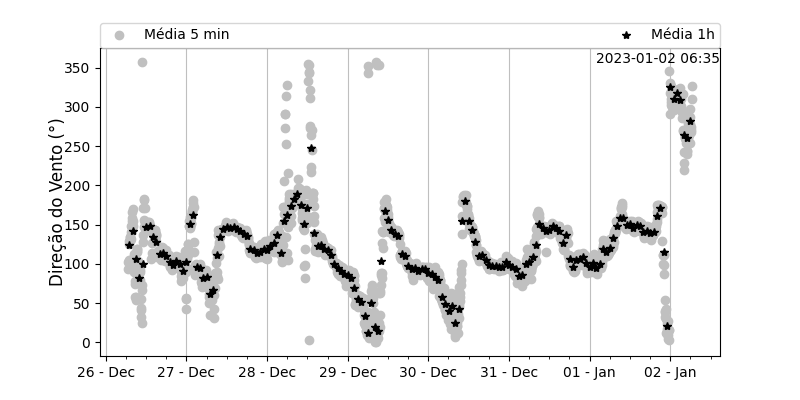 Média 5 min
Média 1h
2023-01-02 06:35
Direção do Vento (°)
350
300
250
200
150
100
50
0
26 - Dec
27 - Dec
28 - Dec
29 - Dec
30 - Dec
31 - Dec
01 - Jan
02 - Jan